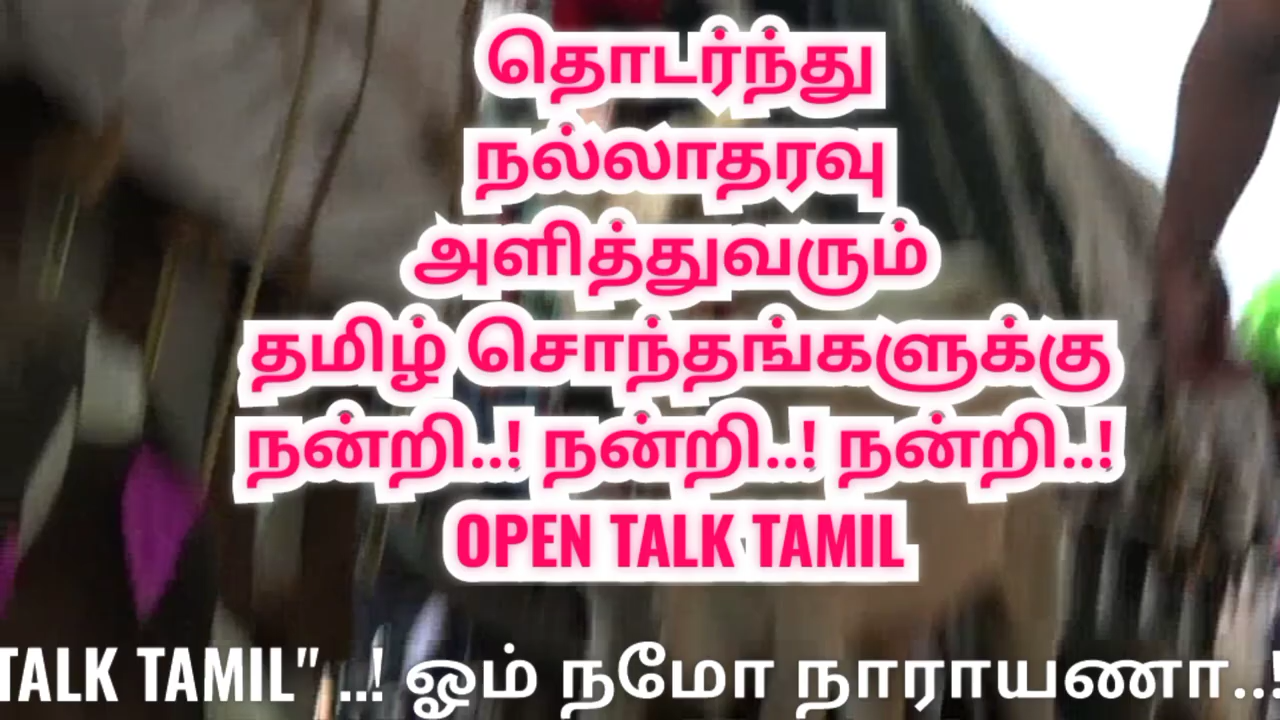 தொடர்ந்து
நல்லாதரவு
அளித்துவரும்
தமிழ் சொந்தங்களுக்கு
நன்றி..! நன்றி..! நன்றி..!
OPEN TALK TAMIL
TALK TAMIL" ..! ஓம் நமோ நாராயணா..!